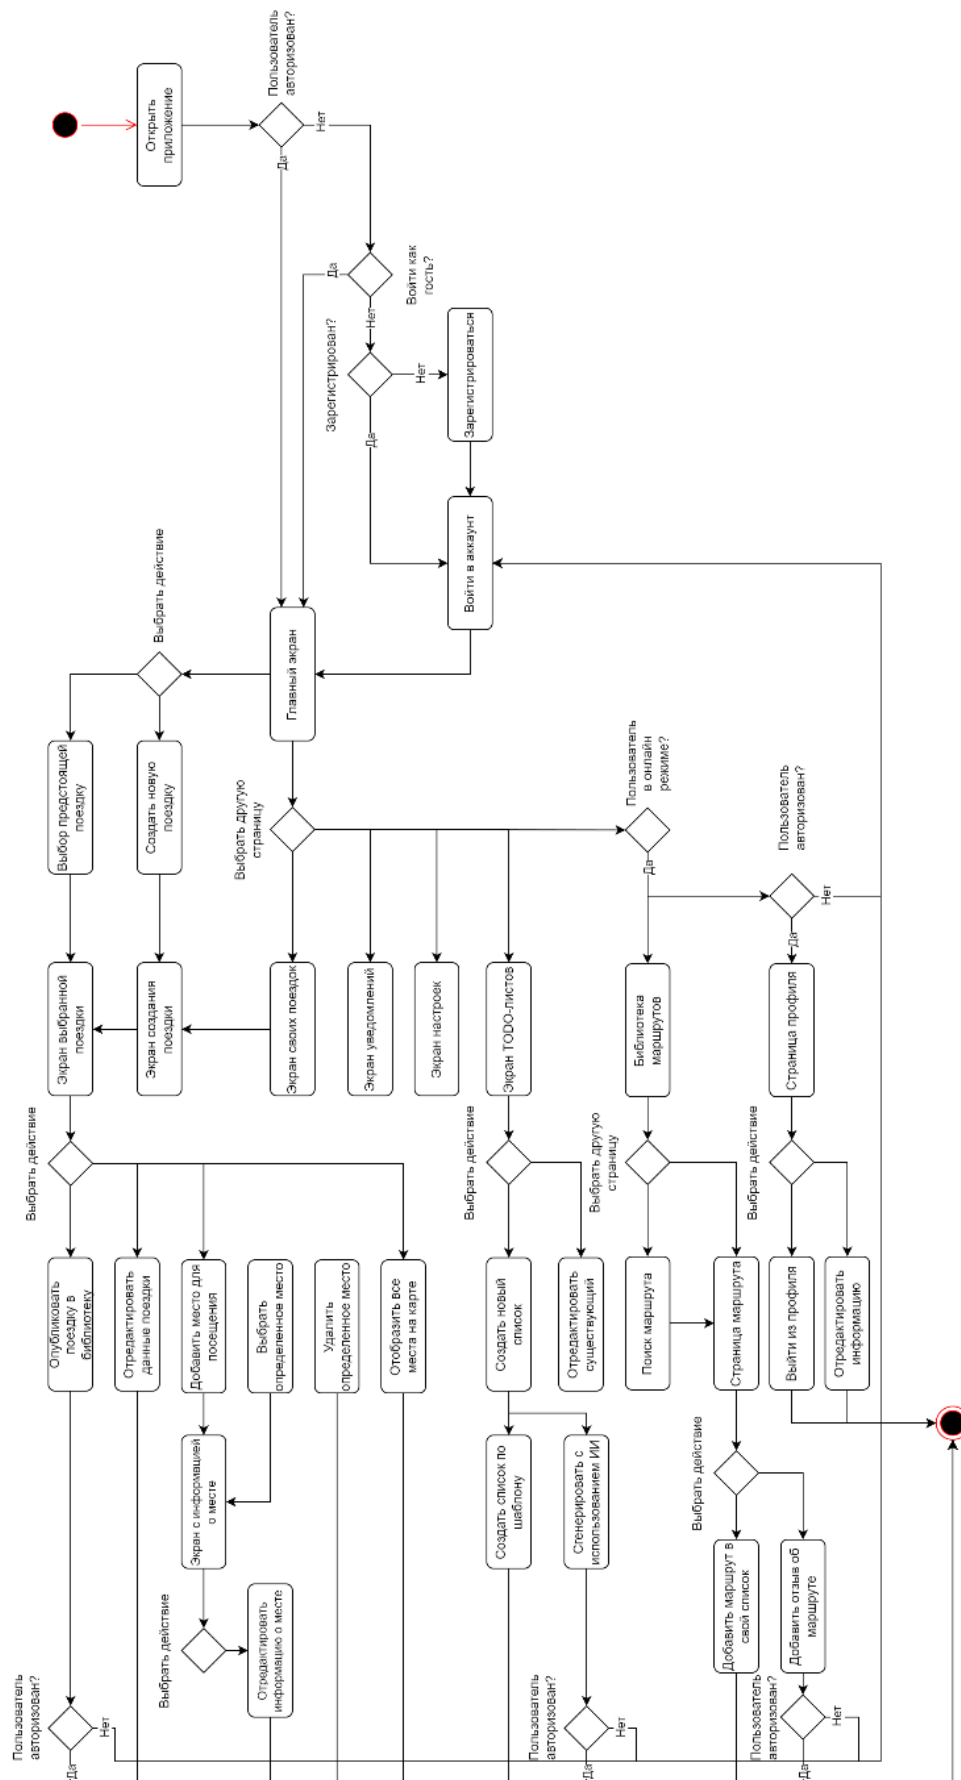 Пользователь
авторизован?
Открыть
приложение
Нет
Да
Войти как
гость?
Да
Нет
Зарегистрирован?
Нет
Да
Зарегистрироваться
Войти в аккаунт
Главный экран
Выбрать действие
Выбор предстоящей
поездку
Создать новую
поездку
Выбрать другую
страницу
Пользователь
в онлайн
режиме?
Да
Пользователь
авторизован?
Нет
Да
Экран выбранной
поездки
Экран создания
поездки
Экран своих поездок
Экран уведомлений
Экран настроек
Экран TODO-листов
Библиотека
маршрутов
Страница профиля
Выбрать действие
Выбрать действие
Выбрать другую
страницу
Выбрать действие
Опубликовать
поездку в
библиотеку
Отредактировать
данные поездки
Добавить место для
посещения
Выбрать
определенное место
Удалить
определенное место
Отобразить все
места на карте
Создать новый
список
Отредактировать
существующий
Поиск маршрута
Страница маршрута
Выйти из профиля
Отредактировать
информацию
Экран с информацией
о месте
Создать список по
шаблону
Сгенерировать с
использованием ИИ
Выбрать действие
Выбрать действие
Отредактировать
информацию о месте
Добавить маршрут в
свой список
Добавить отзыв об
маршруте
Пользователь
авторизован?
Нет
Да
Пользователь
авторизован?
Нет
Да
Пользователь
авторизован?
Нет
Да